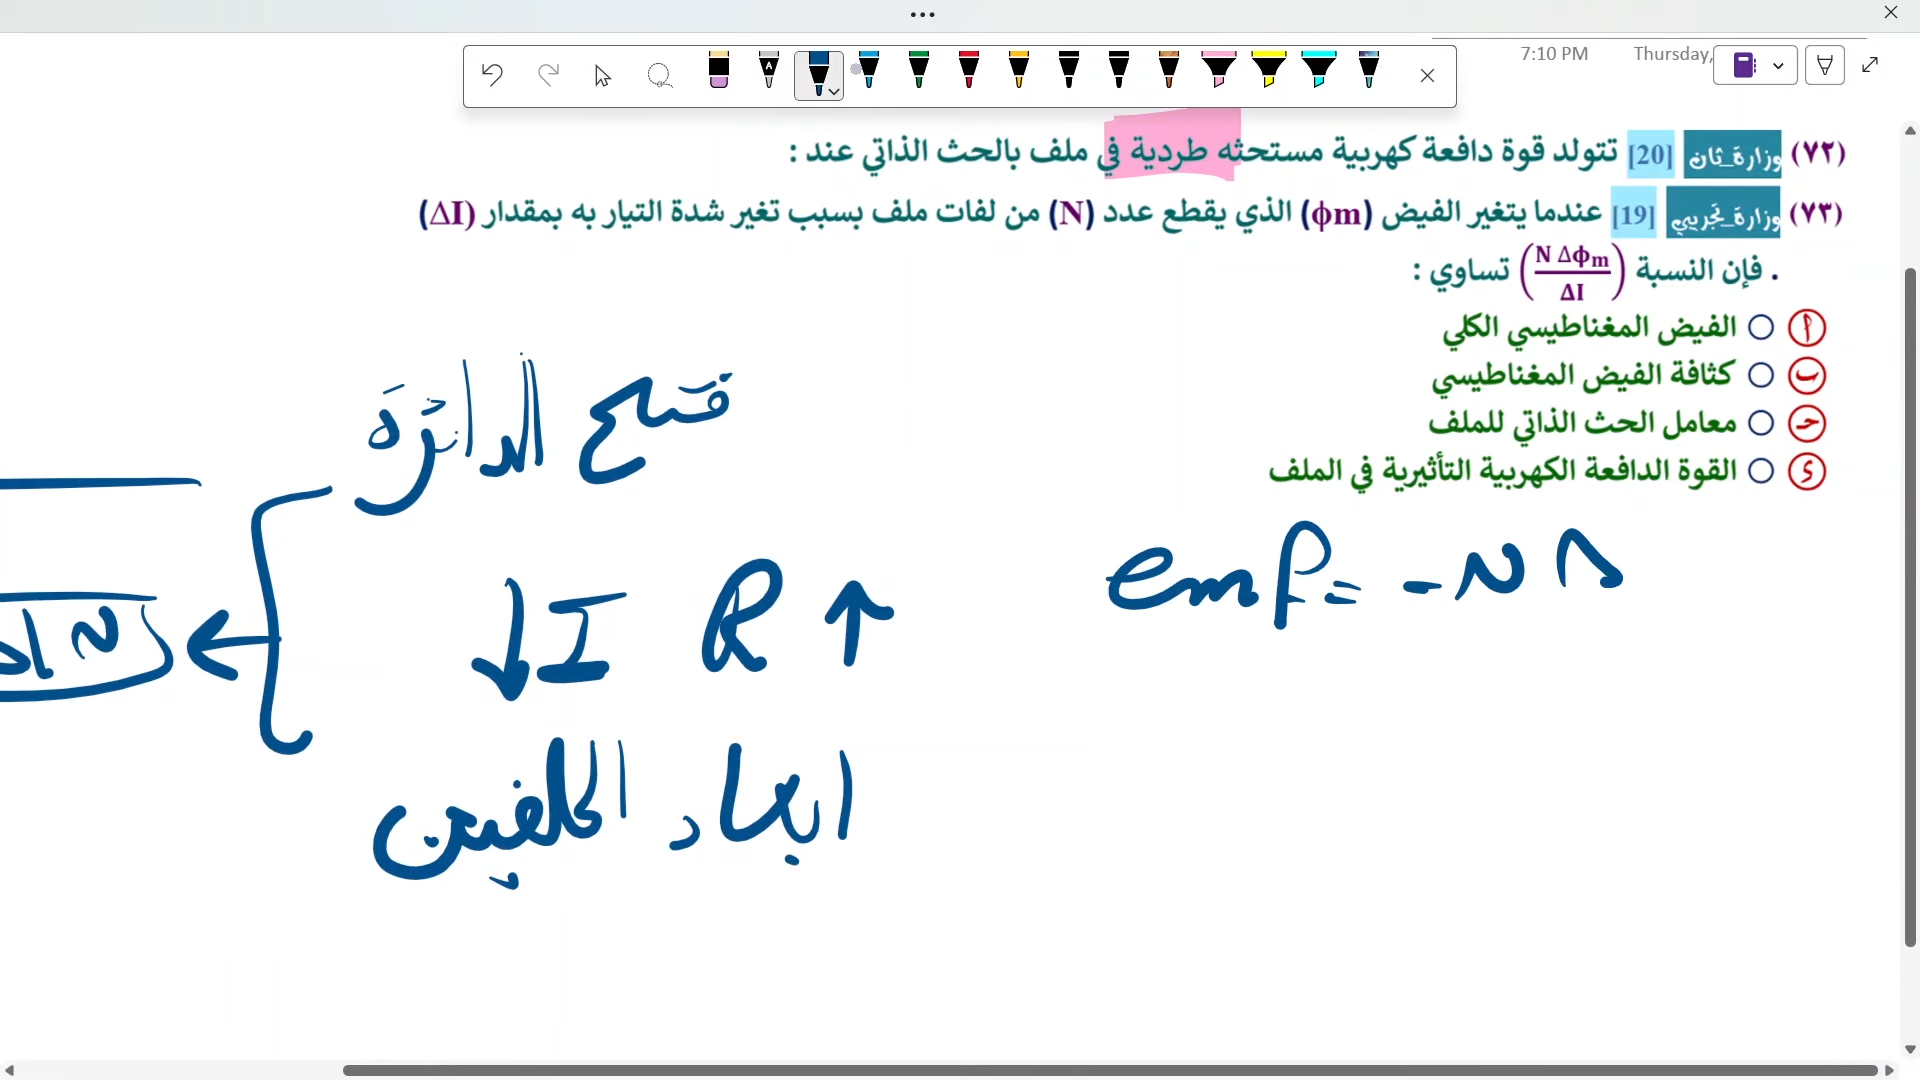 7:10 PM Thursday,
(٧٢) وزارة_ثان [20] تتولد قوة دافعة كهربية مستحثه طردية في ملف بالحث الذاتي عند :
(٧٣) وزارة_تجريبي [19] عندما يتغير الفيض (ϕm) الذي يقطع عدد (N) من لفات ملف بسبب تغير شدة التيار به بمقدار (ΔI)
. فإن النسبة (N Δϕm / ΔI) تساوي :
أ الفيض المغناطيسي الكلي
ب كثافة الفيض المغناطيسي
جـ معامل الحث الذاتي للملف
د القوة الدافعة الكهربية التأثيرية في الملف
فتح الدائرة
emf = - N Δ
↓ I R ↑
N
ابعاد الملفين